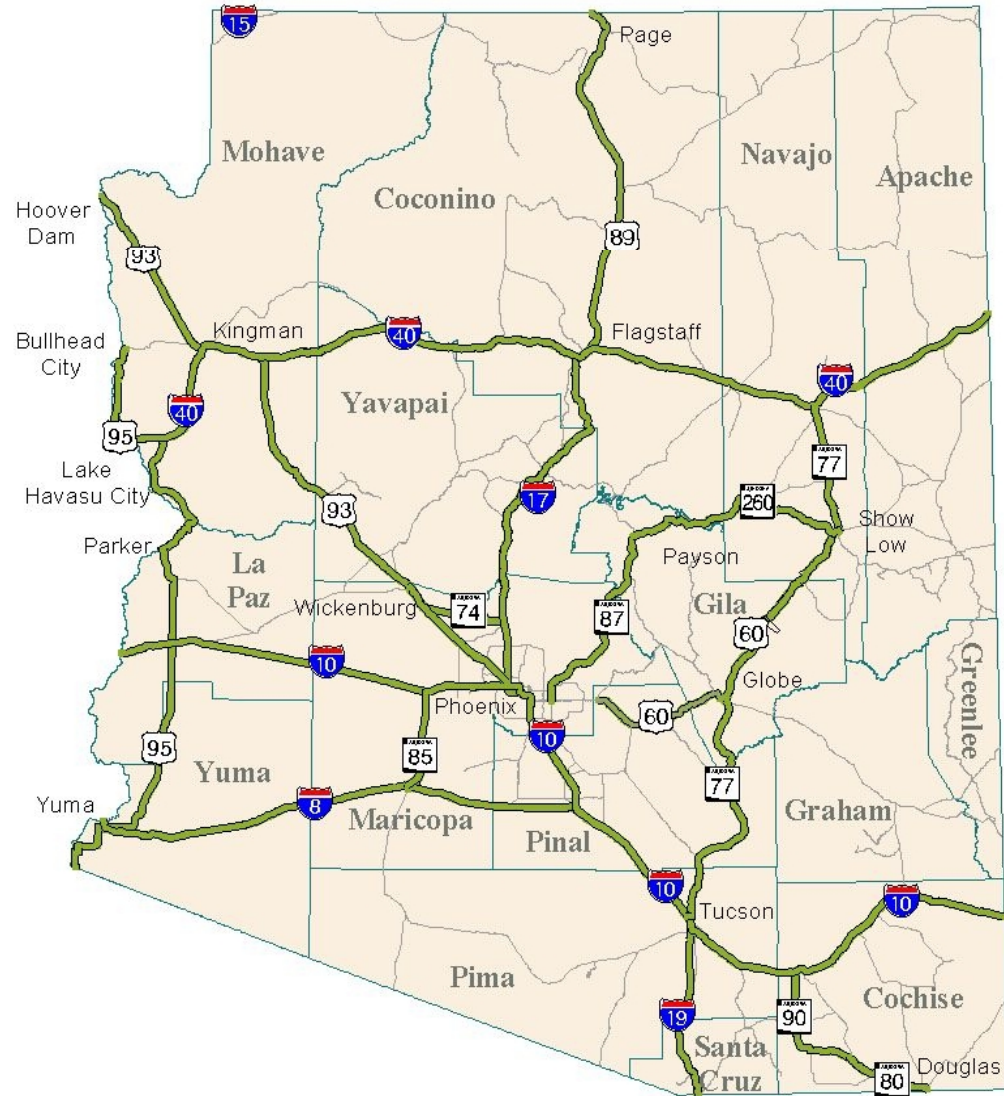 15
Page
Mohave
Navajo
Apache
Coconino
Hoover
Dam
93
89
Kingman
40
Flagstaff
Bullhead
City
40
Yavapai
40
95
77
Lake
Havasu City
17
93
ARIZONA
260
Show
Low
Parker
Payson
La
Paz
Wickenburg
74
87
Gila
60
10
Greenlee
Globe
Phoenix
60
10
95
85
Yuma
77
Yuma
8
Maricopa
Pinal
Graham
10
10
Tucson
Pima
Cochise
19
90
Santa
Cruz
Douglas
80